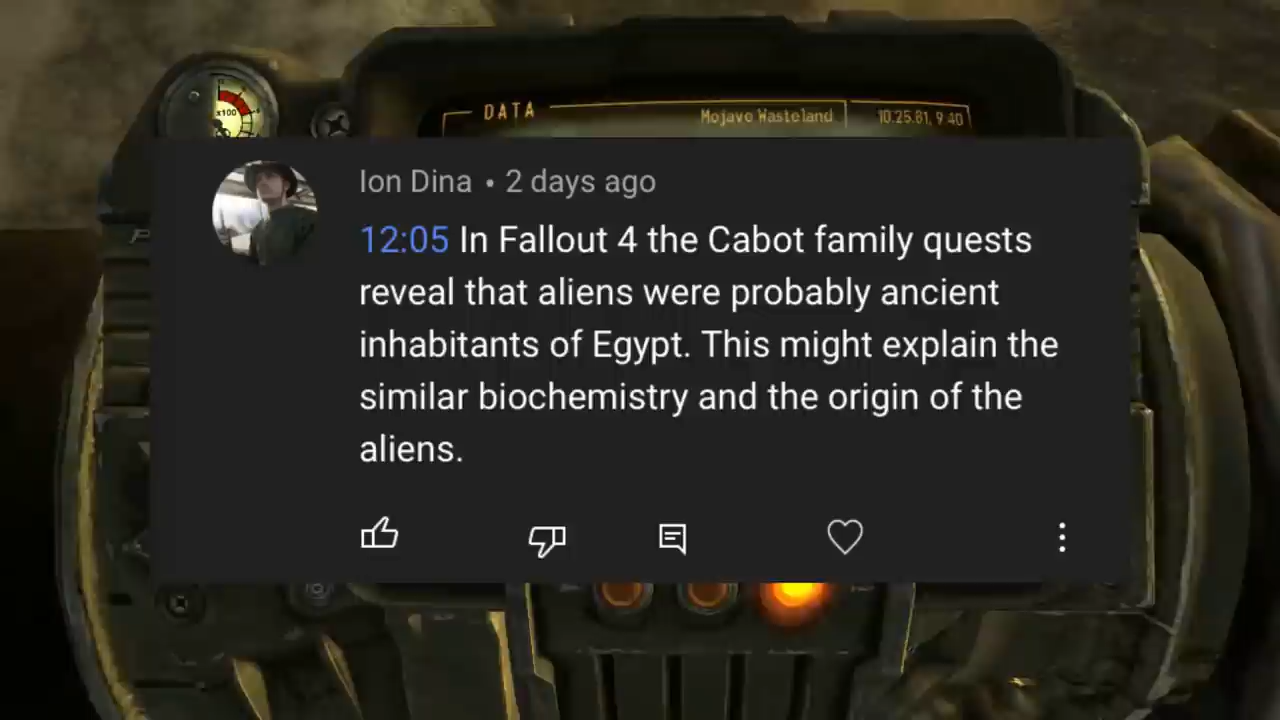 x100
DATA
Mojave Wasteland
10.25.81, 9:40
Ion Dina • 2 days ago
12:05 In Fallout 4 the Cabot family quests
reveal that aliens were probably ancient
inhabitants of Egypt. This might explain the
similar biochemistry and the origin of the
aliens.